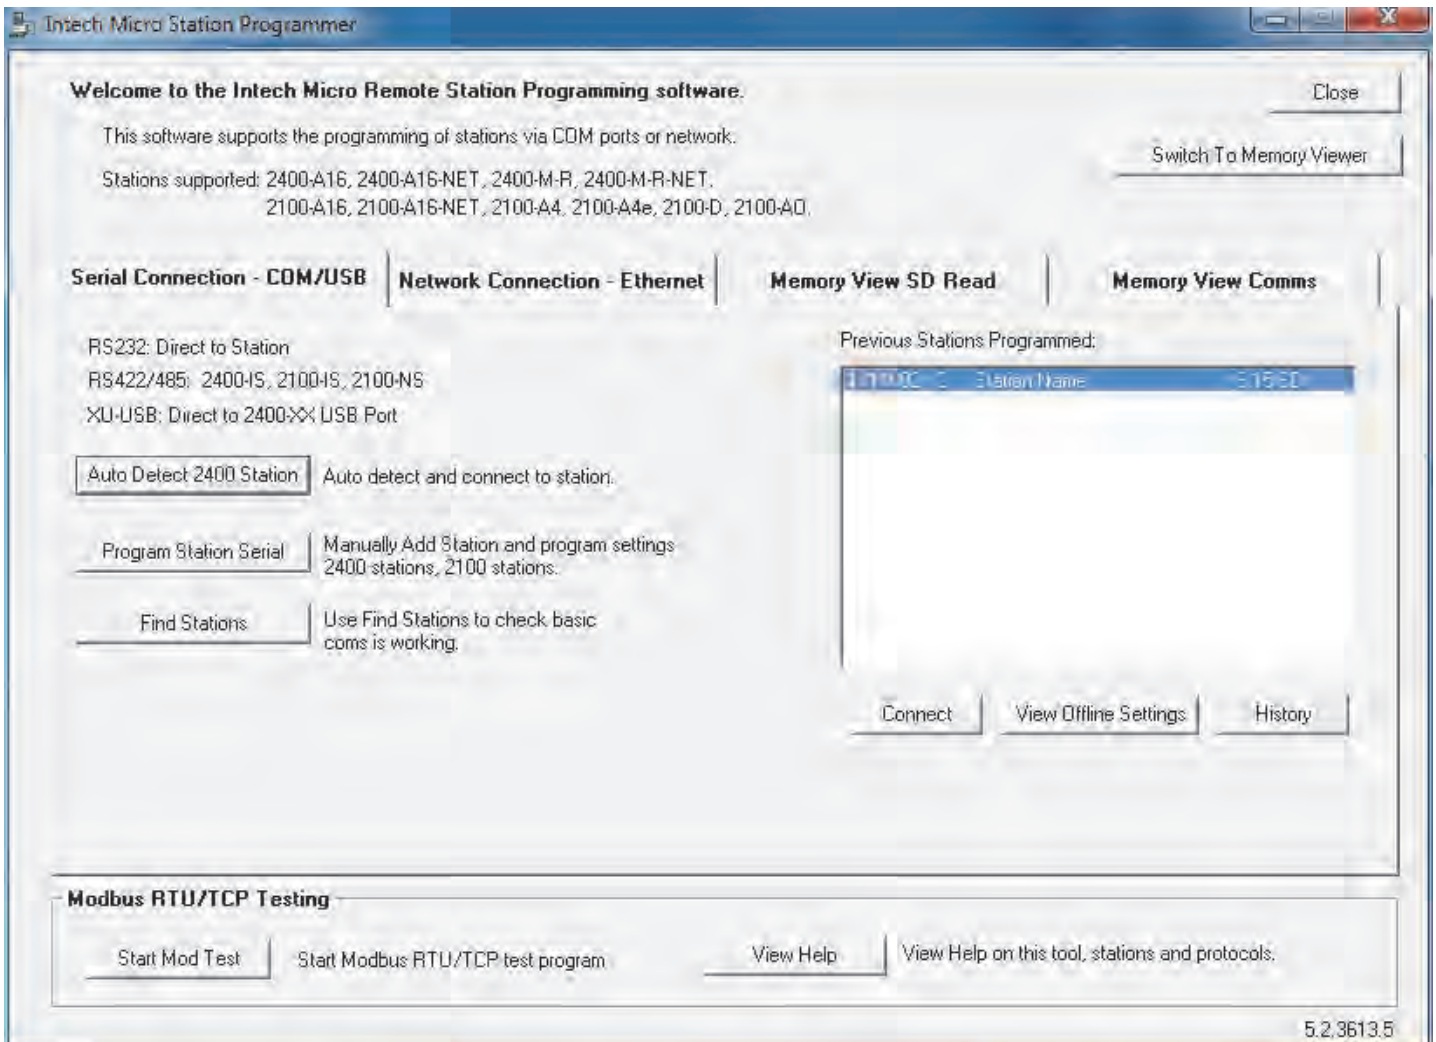 Intech Micro Station Programmer
Welcome to the Intech Micro Remote Station Programming software.
Close
This software supports the programming of stations via COM ports or network.
Switch To Memory Viewer
Stations supported: 2400-A16, 2400-A16-NET, 2400-M-R, 2400-M-R-NET.
2100-A16, 2100-A16-NET, 2100-A4, 2100-A4e, 2100-D, 2100-AO.
Serial Connection - COM/USB
Network Connection - Ethernet
Memory View SD Read
Memory View Comms
RS232: Direct to Station
RS422/485: 2400-IS, 2100-IS, 2100-NS
XU-USB: Direct to 2400-XX USB Port
Previous Stations Programmed:
Station Name
Auto Detect 2400 Station
Auto detect and connect to station.
Program Station Serial
Manually Add Station and program settings
2400 stations, 2100 stations.
Find Stations
Use Find Stations to check basic
coms is working.
Connect
View Offline Settings
History
Modbus RTU/TCP Testing
Start Mod Test
Start Modbus RTU/TCP test program
View Help
View Help on this tool, stations and protocols.
5.2.3613.5